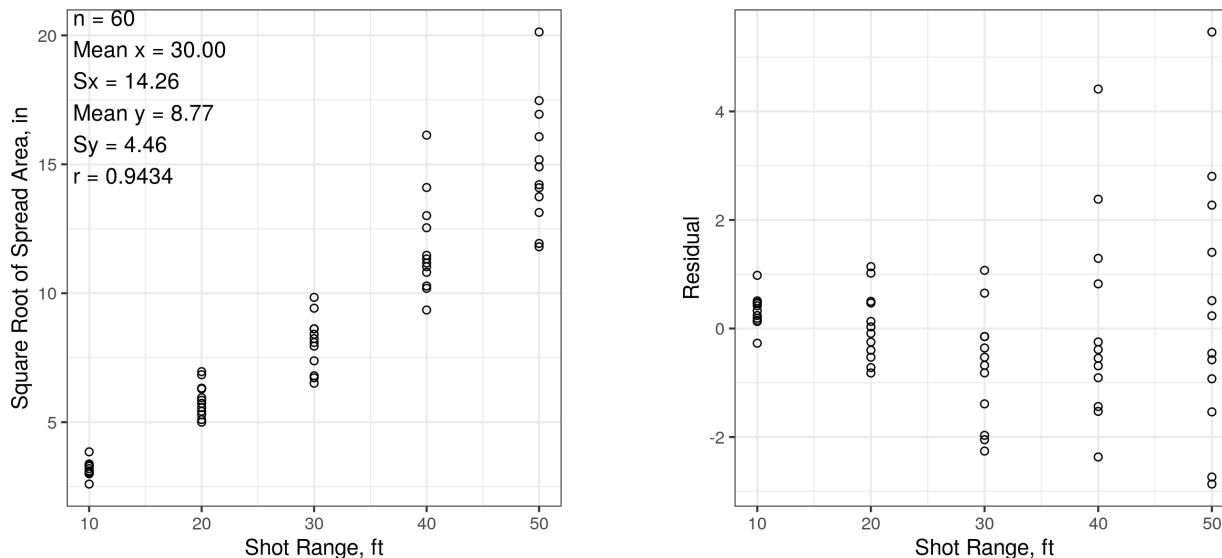 n = 60
Mean x = 30.00
Sx = 14.26
Mean y = 8.77
Sy = 4.46
r = 0.9434
20
15
10
5
Square Root of Spread Area, in
10 20 30 40 50
Shot Range, ft
4
2
0
-2
Residual
10 20 30 40 50
Shot Range, ft